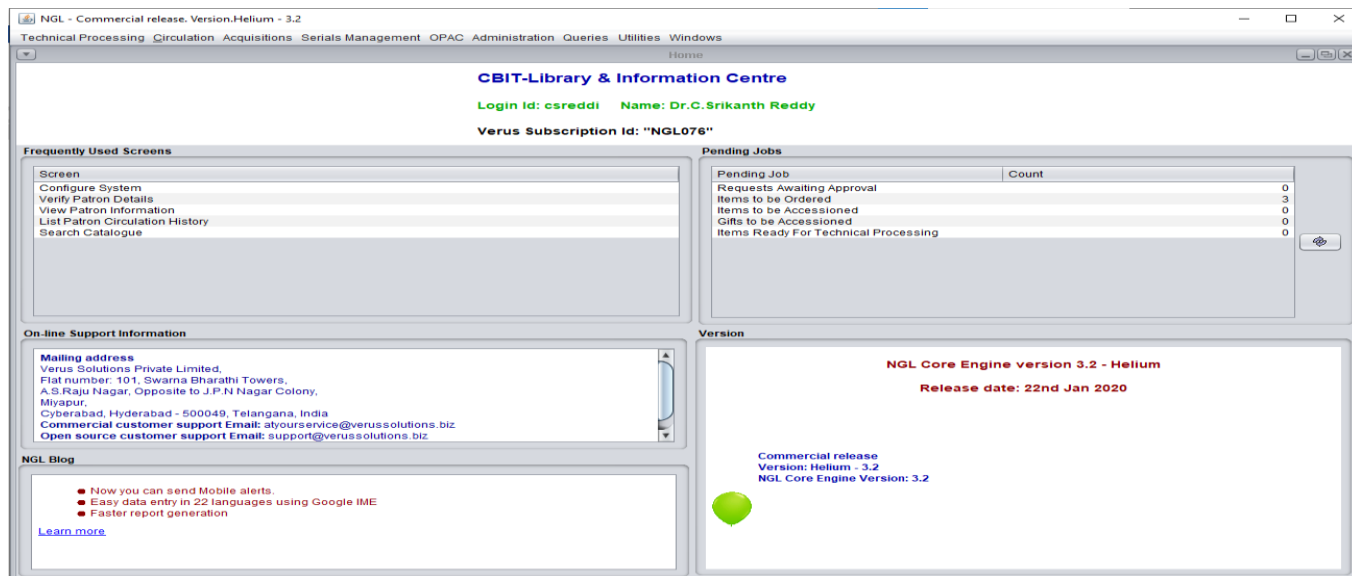 NGL - Commercial release. Version.Helium - 3.2
Technical Processing Circulation Acquisitions Serials Management OPAC Administration Queries Utilities Windows
Home
CBIT-Library & Information Centre
Login Id: csreddi Name: Dr.C.Srikanth Reddy
Verus Subscription Id: "NGL076"
Frequently Used Screens
Screen
Configure System
Verify Patron Details
View Patron Information
List Patron Circulation History
Search Catalogue
Pending Jobs
Pending Job Count
Requests Awaiting Approval 0
Items to be Ordered 3
Items to be Accessioned 0
Gifts to be Accessioned 0
Items Ready For Technical Processing 0
On-line Support Information
Mailing address
Verus Solutions Private Limited,
Flat number: 101, Swarna Bharathi Towers,
A.S.Raju Nagar, Opposite to J.P.N Nagar Colony,
Miyapur,
Cyberabad, Hyderabad - 500049, Telangana, India
Commercial customer support Email: atyourservice@verussolutions.biz
Open source customer support Email: support@verussolutions.biz
Version
NGL Core Engine version 3.2 - Helium
Release date: 22nd Jan 2020
Commercial release
Version: Helium - 3.2
NGL Core Engine Version: 3.2
NGL Blog
Now you can send Mobile alerts.
Easy data entry in 22 languages using Google IME
Faster report generation
Learn more